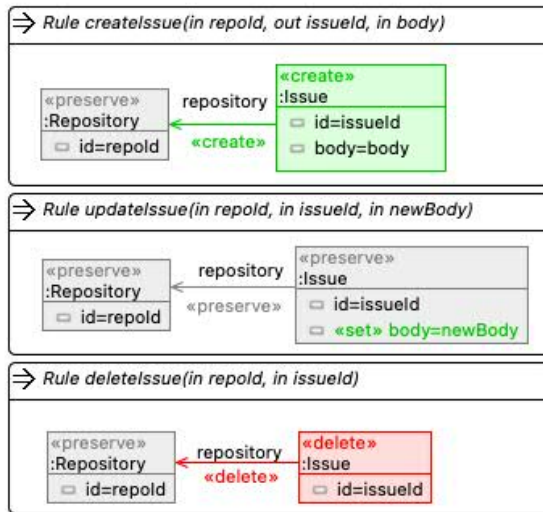 Rule createIssue(in repoId, out issueId, in body)
«create»
:Issue
id=issueId
body=body
repository
«create»
«preserve»
:Repository
id=repoId
Rule updateIssue(in repoId, in issueId, in newBody)
«preserve»
:Issue
id=issueId
«set» body=newBody
repository
«preserve»
«preserve»
:Repository
id=repoId
Rule deleteIssue(in repoId, in issueId)
«preserve»
:Repository
id=repoId
repository
«delete»
«delete»
:Issue
id=issueId